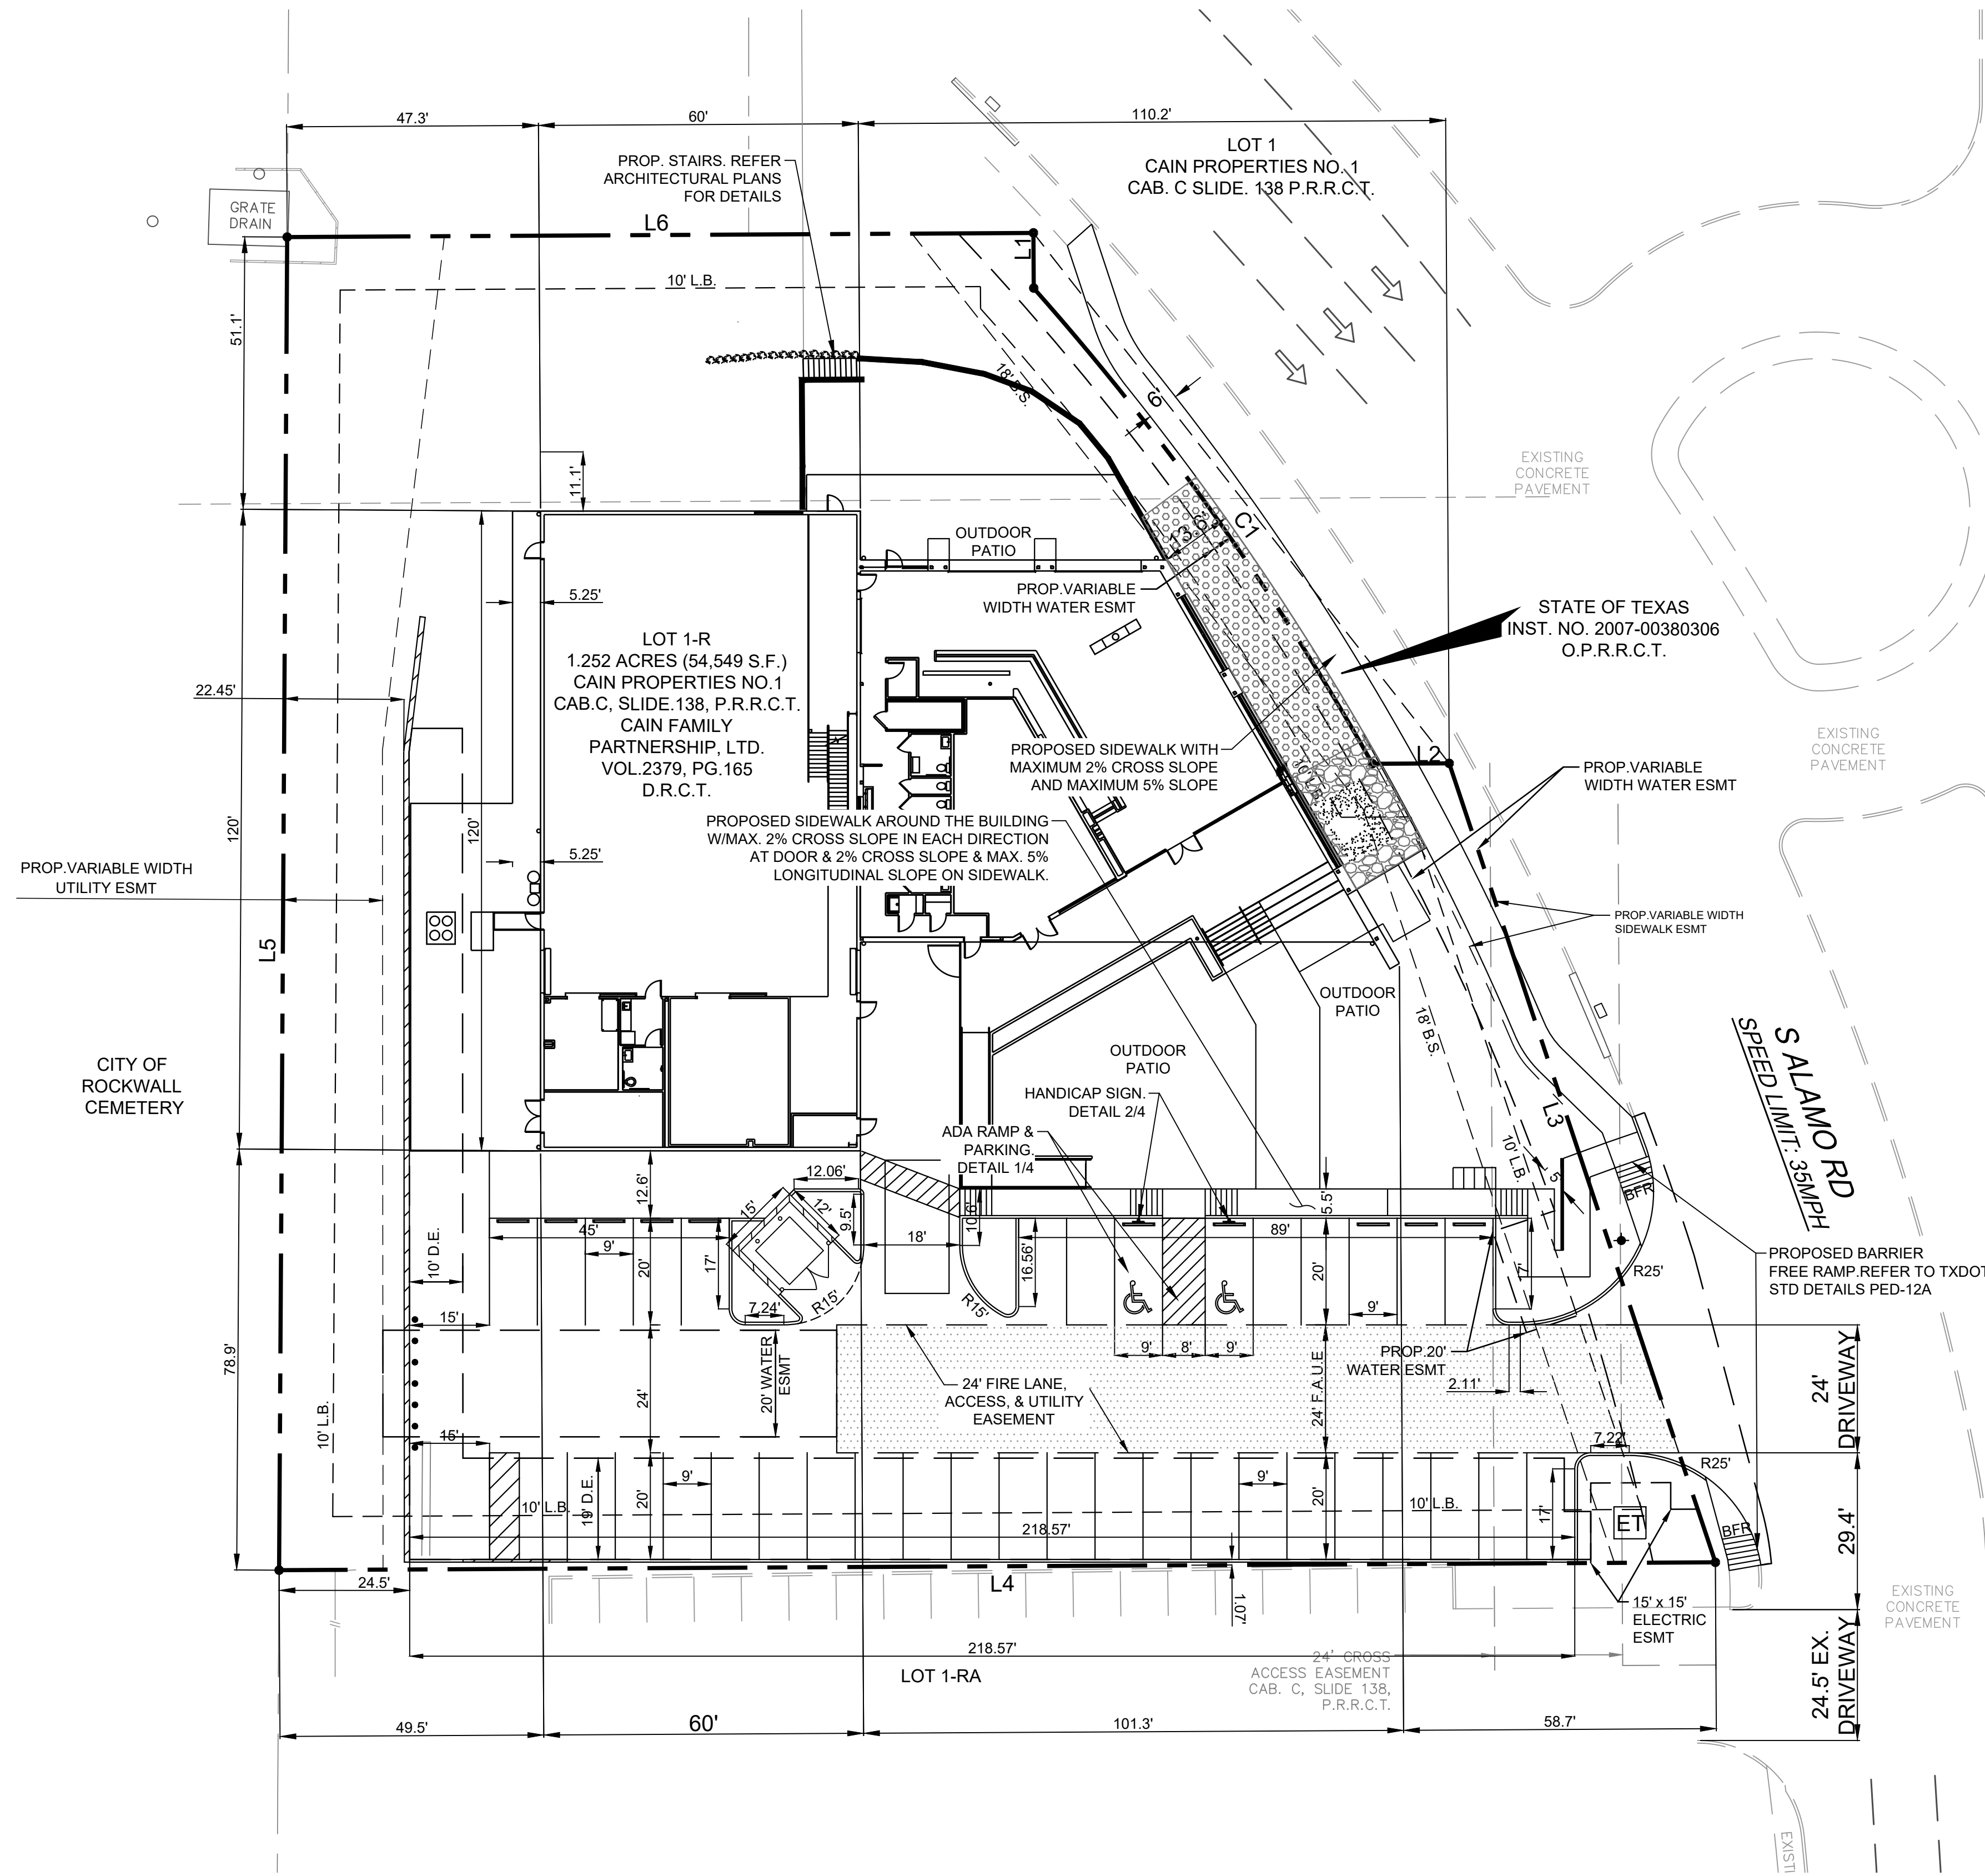 47.3'
60'
110.2'
LOT 1
CAIN PROPERTIES NO. 1
CAB. C SLIDE. 138 P.R.R.C.T.
PROP. STAIRS. REFER
ARCHITECTURAL PLANS
FOR DETAILS
GRATE
DRAIN
L6
L1
10' L.B.
51.1'
18' B.S.
6'
11.1'
EXISTING
CONCRETE
PAVEMENT
C1
13.6'
OUTDOOR
PATIO
PROP.VARIABLE
WIDTH WATER ESMT
5.25'
STATE OF TEXAS
INST. NO. 2007-00380306
O.P.R.R.C.T.
LOT 1-R
1.252 ACRES (54,549 S.F.)
CAIN PROPERTIES NO.1
CAB.C, SLIDE.138, P.R.R.C.T.
CAIN FAMILY
PARTNERSHIP, LTD.
VOL.2379, PG.165
D.R.C.T.
22.45'
PROPOSED SIDEWALK WITH
MAXIMUM 2% CROSS SLOPE
AND MAXIMUM 5% SLOPE
L2
EXISTING
CONCRETE
PAVEMENT
PROP.VARIABLE
WIDTH WATER ESMT
120'
120'
PROPOSED SIDEWALK AROUND THE BUILDING
W/MAX. 2% CROSS SLOPE IN EACH DIRECTION
AT DOOR & 2% CROSS SLOPE & MAX. 5%
LONGITUDINAL SLOPE ON SIDEWALK.
5.25'
PROP.VARIABLE WIDTH
UTILITY ESMT
PROP.VARIABLE WIDTH
SIDEWALK ESMT
L5
OUTDOOR
PATIO
18' B.S.
S ALAMO RD
SPEED LIMIT: 35MPH
CITY OF
ROCKWALL
CEMETERY
OUTDOOR
PATIO
HANDICAP SIGN.
DETAIL 2/4
L3
ADA RAMP &
PARKING.
DETAIL 1/4
10' L.B.
5'
BFR
12.6'
12.06'
15'
12'
9.5'
10.6'
5.5'
45'
18'
89'
9'
10' D.E.
20'
17'
16.56'
20'
17'
PROPOSED BARRIER
FREE RAMP.REFER TO TXDOT
STD DETAILS PED-12A
R25'
7.24'
R15'
R15'
9'
15'
9'
8'
9'
PROP.20'
WATER ESMT
2.11'
78.9'
24'
20' WATER
ESMT
24' FIRE LANE,
ACCESS, & UTILITY
EASEMENT
24' F.A.U.E
24'
DRIVEWAY
10' L.B.
15'
7.22'
R25'
19' D.E.
20'
9'
9'
20'
10' L.B.
10' L.B.
17'
ET
BFR
29.4'
218.57'
24.5'
L4
1.07'
15' x 15'
ELECTRIC
ESMT
EXISTING
CONCRETE
PAVEMENT
218.57'
LOT 1-RA
24' CROSS
ACCESS EASEMENT
CAB. C, SLIDE 138,
P.R.R.C.T.
24.5' EX.
DRIVEWAY
49.5'
60'
101.3'
58.7'
EXISTI